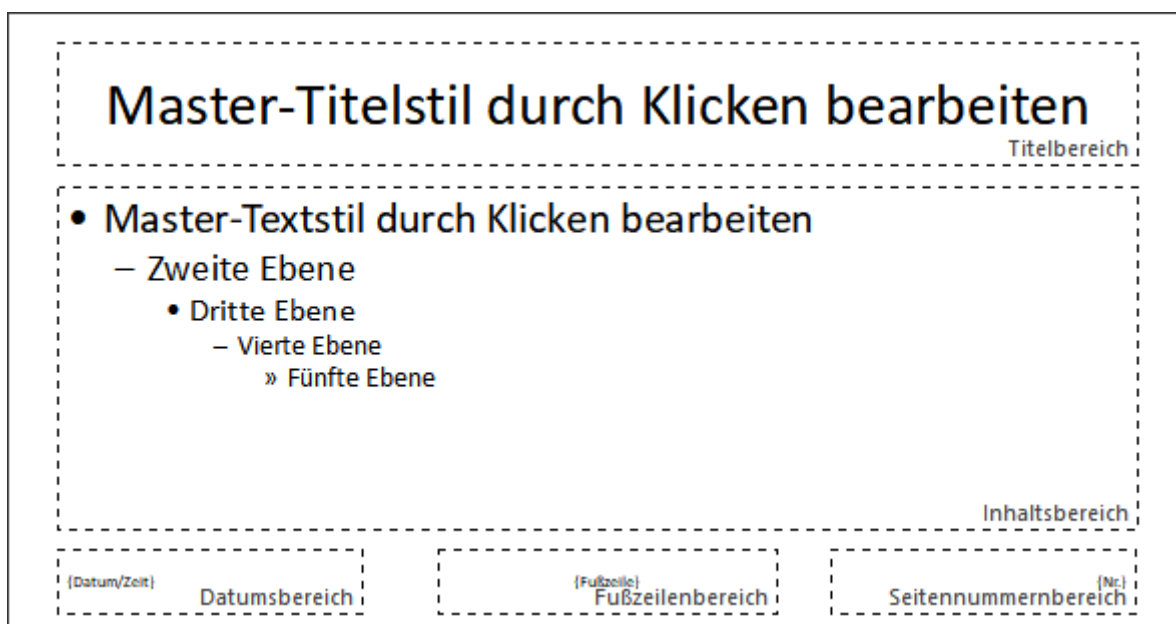 Master-Titelstil durch Klicken bearbeiten
Titelbereich
• Master-Textstil durch Klicken bearbeiten
– Zweite Ebene
• Dritte Ebene
– Vierte Ebene
» Fünfte Ebene
Inhaltsbereich
{Datum/Zeit}
Datumsbereich
{Fußzeile}
Fußzeilenbereich
{Nr.}
Seitennummernbereich